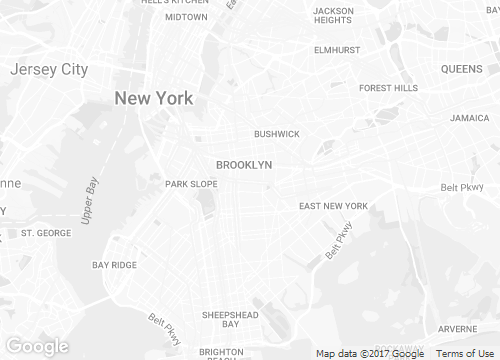 HELL'S KITCHEN
MIDTOWN
JACKSON
HEIGHTS
ELMHURST
Jersey City
QUEENS
FOREST HILLS
New York
JAMAICA
BUSHWICK
BROOKLYN
PARK SLOPE
Belt Pkwy
Upper Bay
EAST NEW YORK
ST. GEORGE
Belt Pkwy
BAY RIDGE
Belt Pkwy
SHEEPSHEAD
BAY
ARVERNE
Google
BRIGHTON
BEACH
ROCKAWAY
Map data ©2017 Google Terms of Use